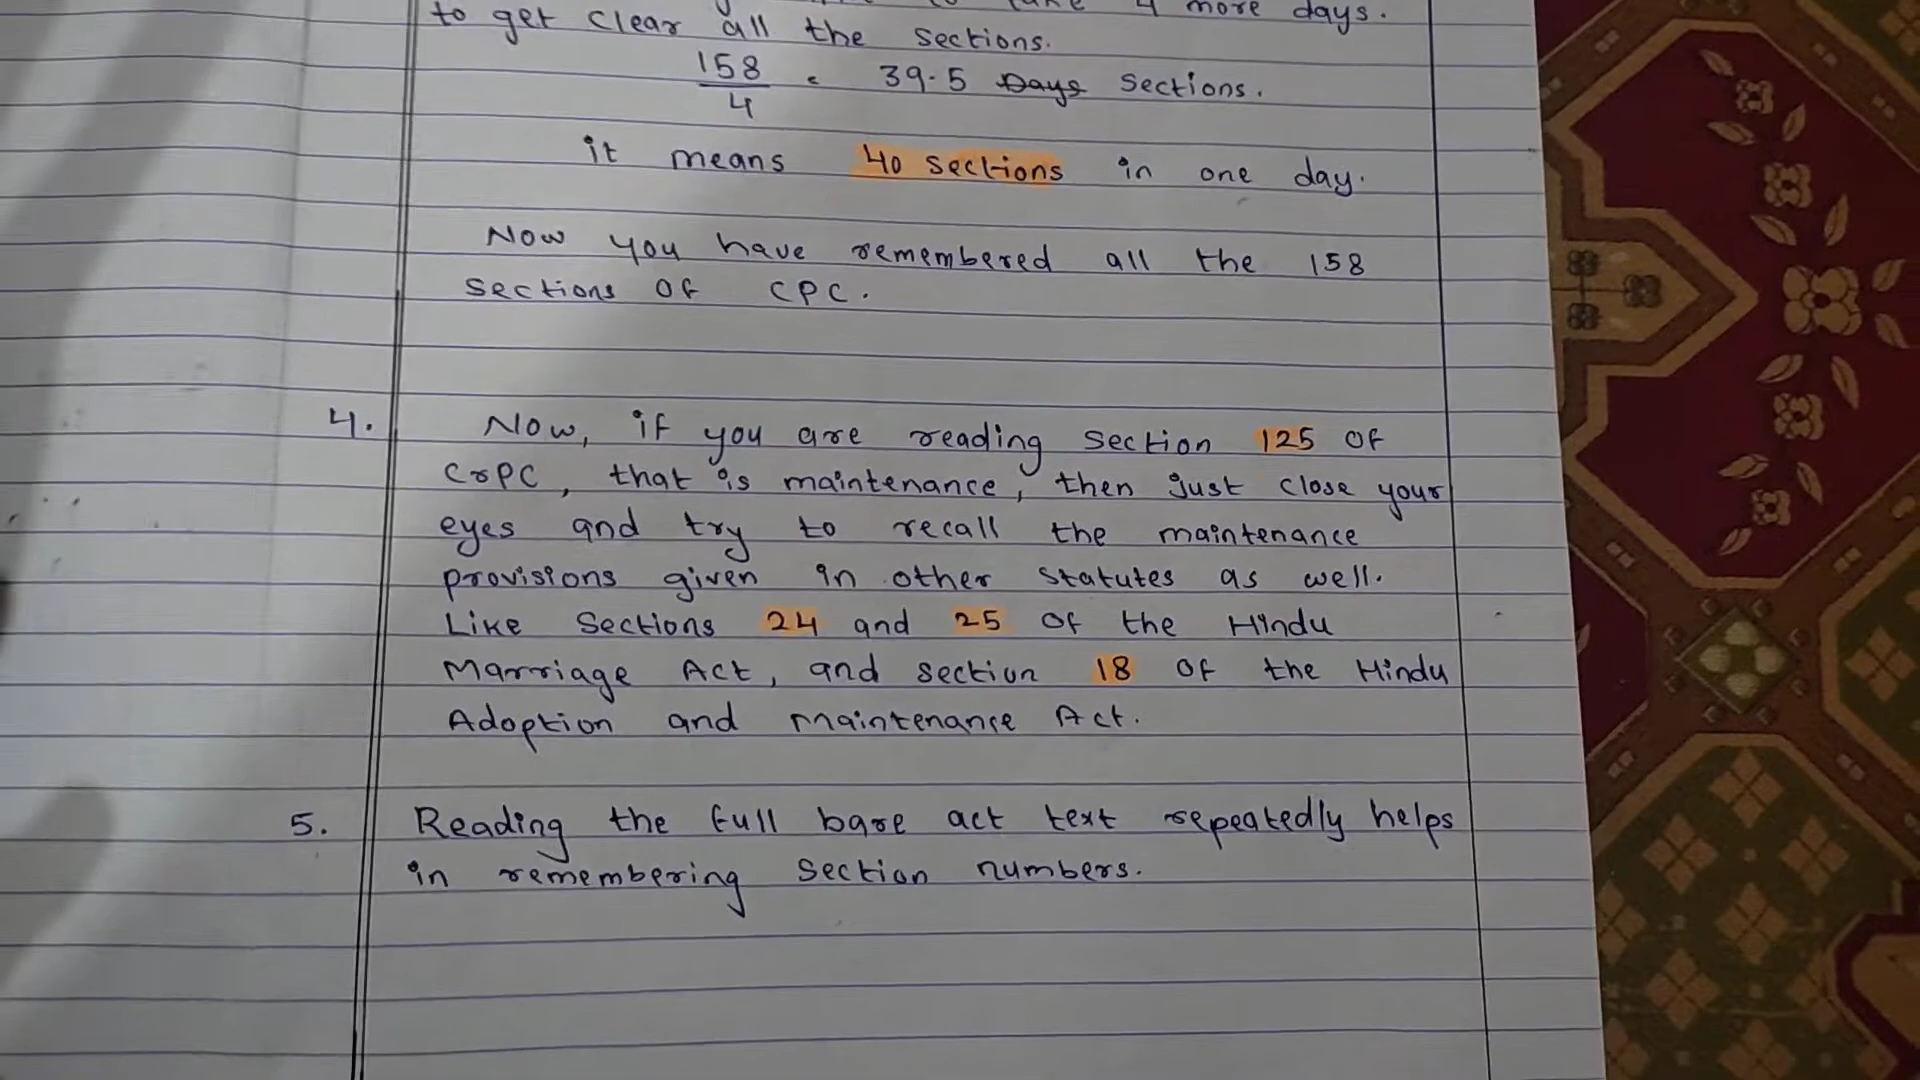 4 more days.
to get clear all the sections.
158
4 = 39.5 Days sections.
it means 40 sections in one day.
Now you have remembered all the 158
sections of CPC.
4. Now, if you are reading section 125 of
CrPC, that is maintenance, then just close your
eyes and try to recall the maintenance
provisions given in other statutes as well.
Like Sections 24 and 25 of the Hindu
Marriage Act, and section 18 of the Hindu
Adoption and maintenance Act.
5. Reading the full bare act text repeatedly helps
in remembering section numbers.